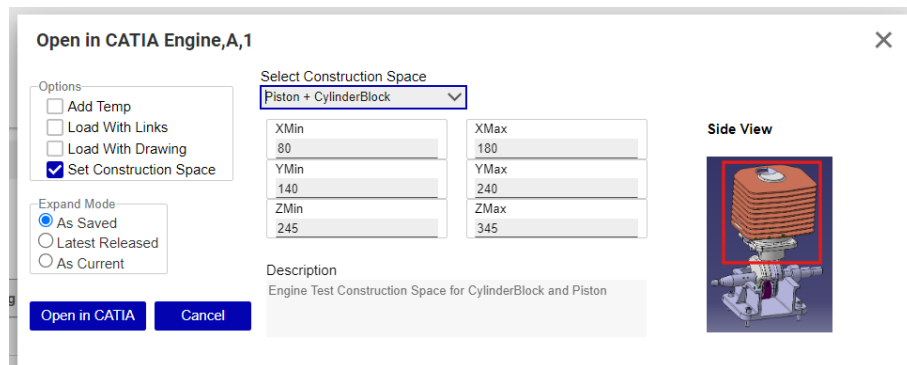 Open in CATIA Engine,A,1
Options
Add Temp
Load With Links
Load With Drawing
Set Construction Space
Expand Mode
As Saved
Latest Released
As Current
Open in CATIA
Cancel
Select Construction Space
Piston + CylinderBlock
XMin
80
XMax
180
YMin
140
YMax
240
ZMin
245
ZMax
345
Description
Engine Test Construction Space for CylinderBlock and Piston
Side View
g